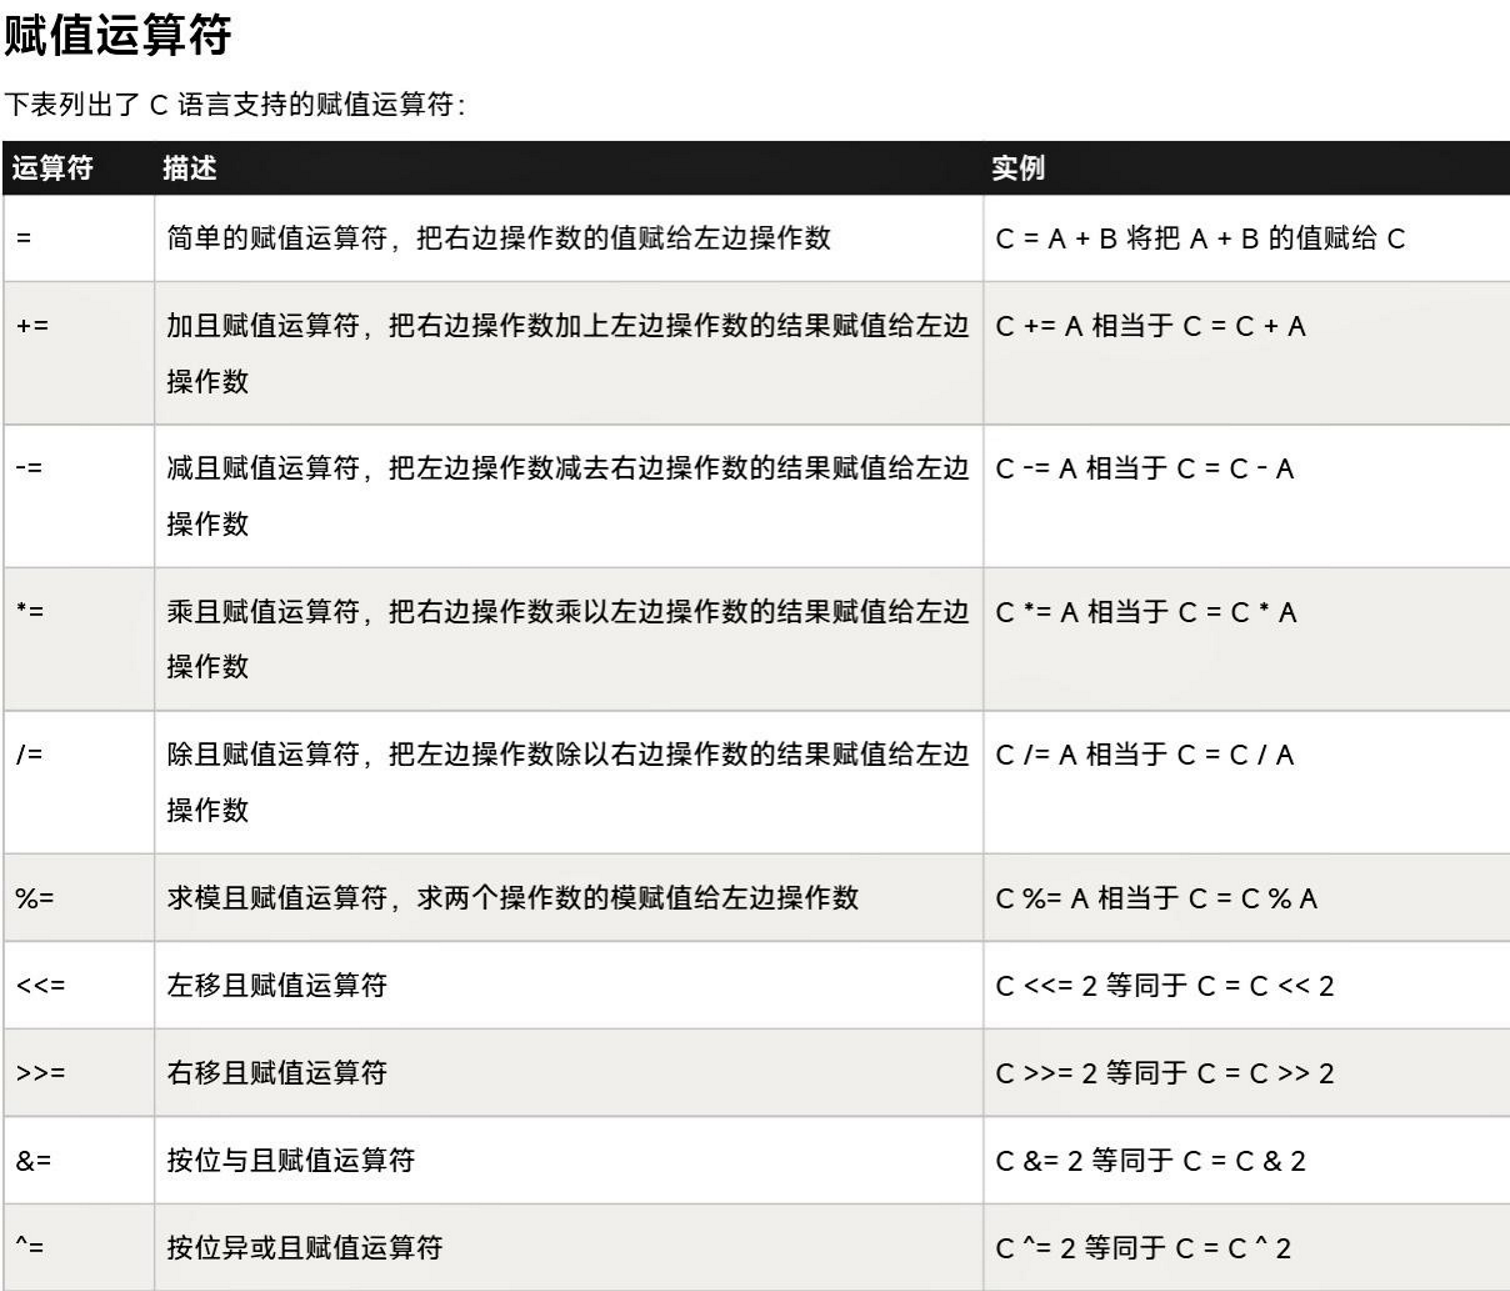 赋值运算符
下表列出了 C 语言支持的赋值运算符：
运算符 描述 实例
= 简单的赋值运算符，把右边操作数的值赋给左边操作数 C = A + B 将把 A + B 的值赋给 C
+= 加且赋值运算符，把右边操作数加上左边操作数的结果赋值给左边 C += A 相当于 C = C + A
操作数
-= 减且赋值运算符，把左边操作数减去右边操作数的结果赋值给左边 C -= A 相当于 C = C - A
操作数
*= 乘且赋值运算符，把右边操作数乘以左边操作数的结果赋值给左边 C *= A 相当于 C = C * A
操作数
/= 除且赋值运算符，把左边操作数除以右边操作数的结果赋值给左边 C /= A 相当于 C = C / A
操作数
%= 求模且赋值运算符，求两个操作数的模赋值给左边操作数 C %= A 相当于 C = C % A
<<= 左移且赋值运算符 C <<= 2 等同于 C = C << 2
>>= 右移且赋值运算符 C >>= 2 等同于 C = C >> 2
&= 按位与且赋值运算符 C &= 2 等同于 C = C & 2
^= 按位异或且赋值运算符 C ^= 2 等同于 C = C ^ 2